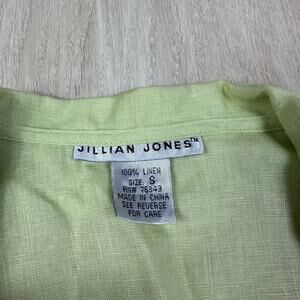 JILLIAN JONES™
100% LINEN
SIZE: S
RN# 75343
MADE IN CHINA
SEE REVERSE
FOR CARE